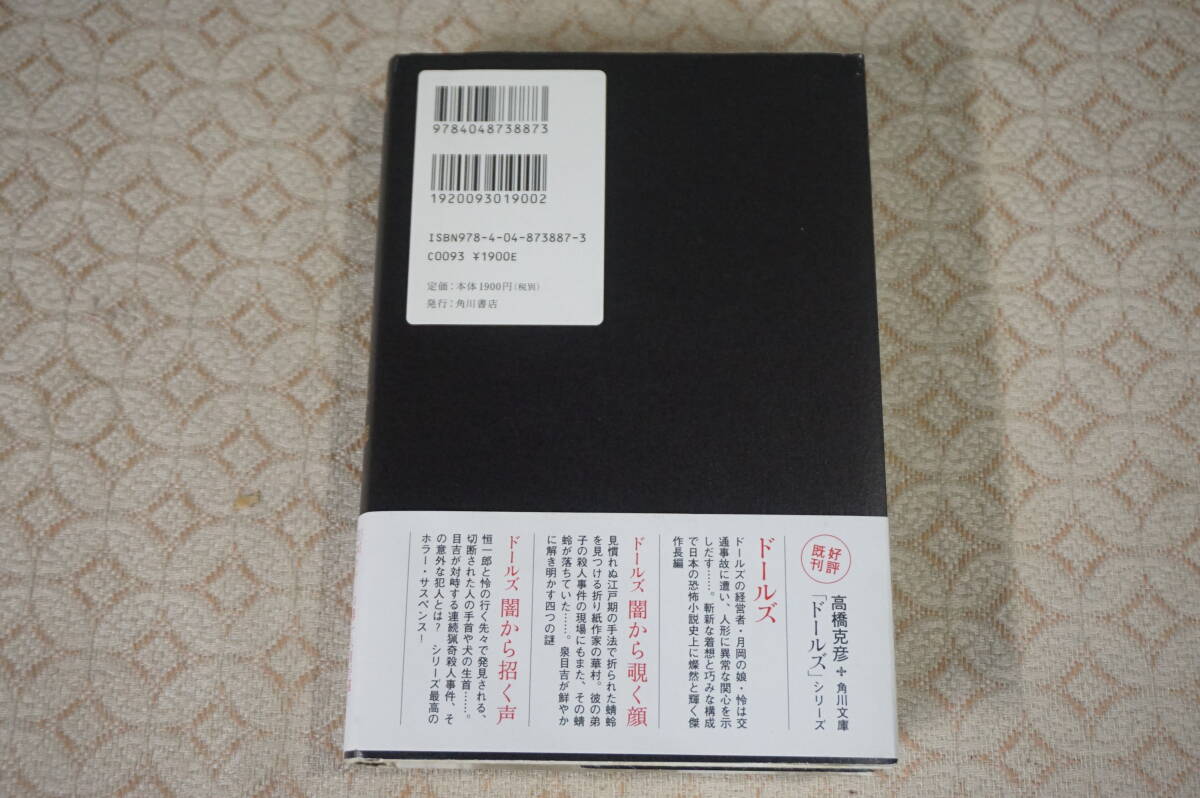 9784048738873
1920093019002
ISBN978-4-04-873887-3
C0093 ¥1900E
定価：本体1900円（税別）
発行：角川書店
好評
既刊
高橋克彦＋角川文庫
「ドールズ」シリーズ
ドールズ
ドールズの経営者・月岡の娘・怜は交
通事故に遭い、人形に異常な関心を示
しだす……。斬新な着想と巧みな構成
で日本の恐怖小説史上に燦然と輝く傑
作長編
ドールズ 闇から覗く顔
見慣れぬ江戸期の手法で折られた蜻蛉
を見つける折り紙作家の華村。彼の弟
子の殺人事件の現場にもまた、その蜻
蛉が落ちていた……。泉目吉が鮮やか
に解き明かす四つの謎
ドールズ 闇から招く声
恒一郎と怜の行く先々で発見される、
切断された人の手首や犬の生首……。
目吉が対峙する連続猟奇殺人事件、そ
の意外な犯人とは？ シリーズ最高の
ホラー・サスペンス！